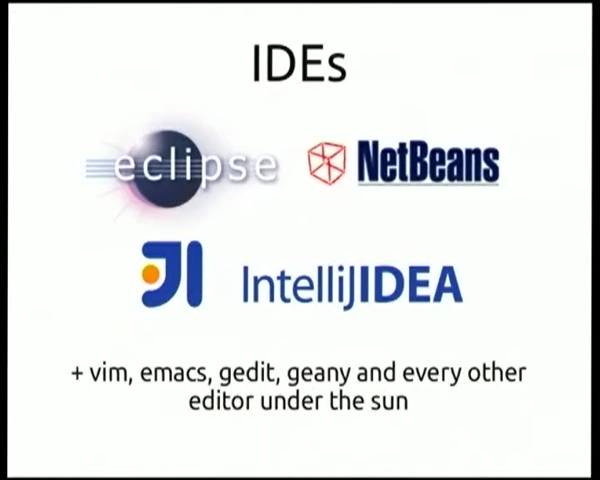 IDEs
eclipse NetBeans
IntelliJIDEA
+ vim, emacs, gedit, geany and every other
editor under the sun